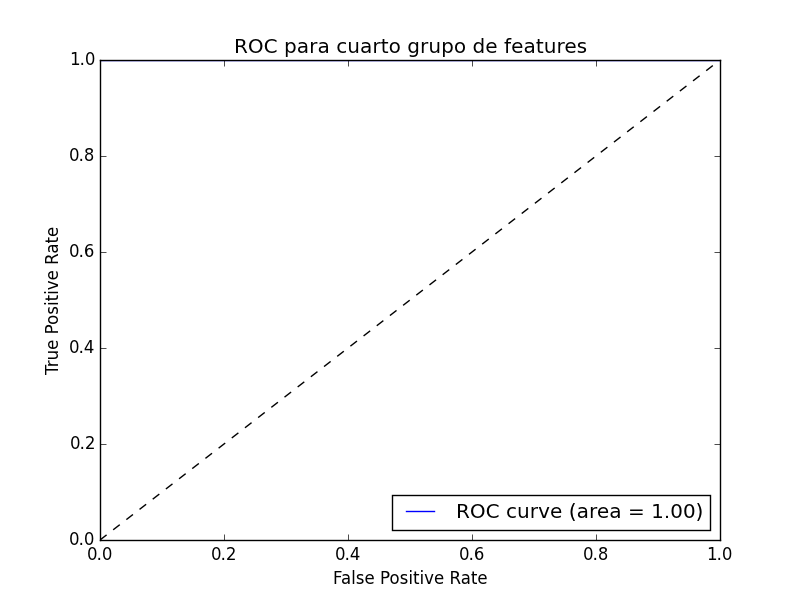 ROC para cuarto grupo de features
1.0
0.8
0.6
0.4
0.2
0.0
True Positive Rate
ROC curve (area = 1.00)
0.0 0.2 0.4 0.6 0.8 1.0
False Positive Rate